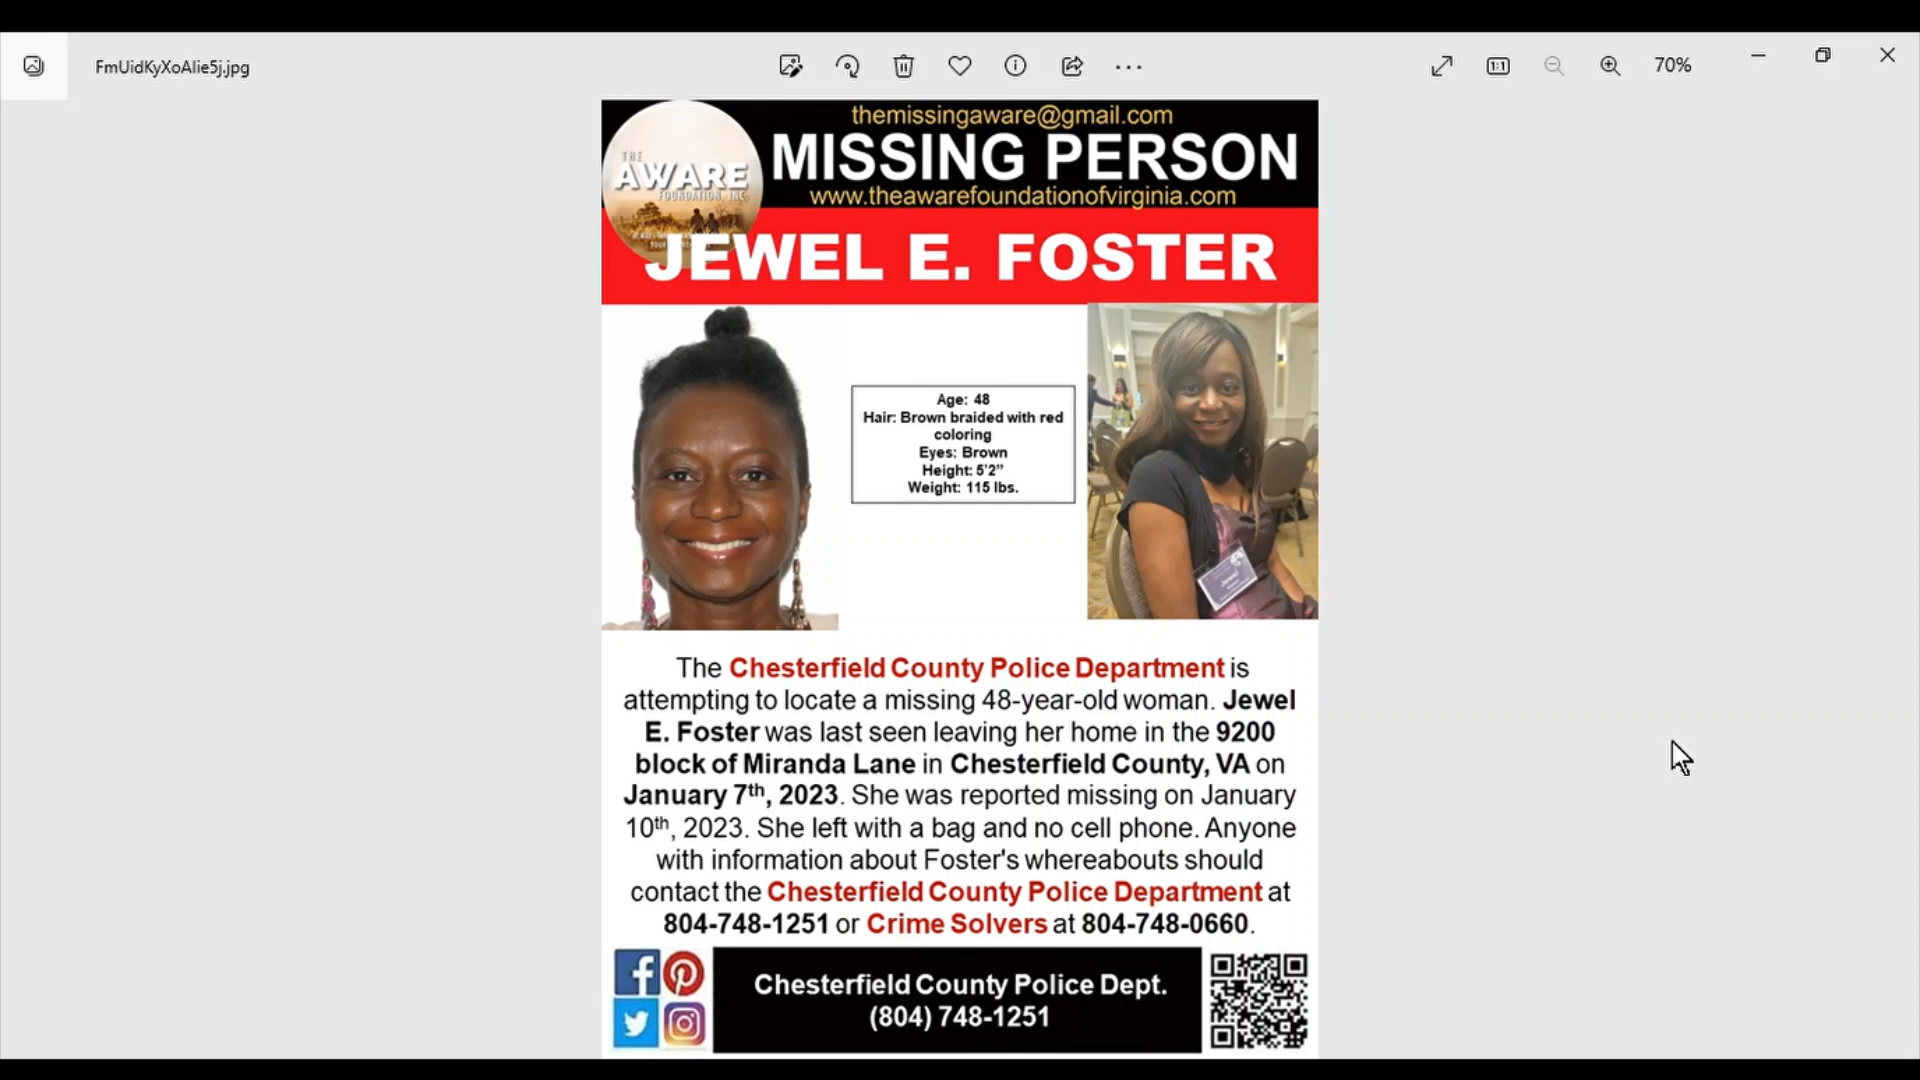 FmUidKyXoAlie5j.jpg
70%
themissingaware@gmail.com
MISSING PERSON
www.theawarefoundationofvirginia.com
THE
AWARE
FOUNDATION, INC.
JEWEL E. FOSTER
Age: 48
Hair: Brown braided with red
coloring
Eyes: Brown
Height: 5'2”
Weight: 115 lbs.
Jewel
The Chesterfield County Police Department is
attempting to locate a missing 48-year-old woman. Jewel
E. Foster was last seen leaving her home in the 9200
block of Miranda Lane in Chesterfield County, VA on
January 7th, 2023. She was reported missing on January
10th, 2023. She left with a bag and no cell phone. Anyone
with information about Foster's whereabouts should
contact the Chesterfield County Police Department at
804-748-1251 or Crime Solvers at 804-748-0660.
Chesterfield County Police Dept.
(804) 748-1251